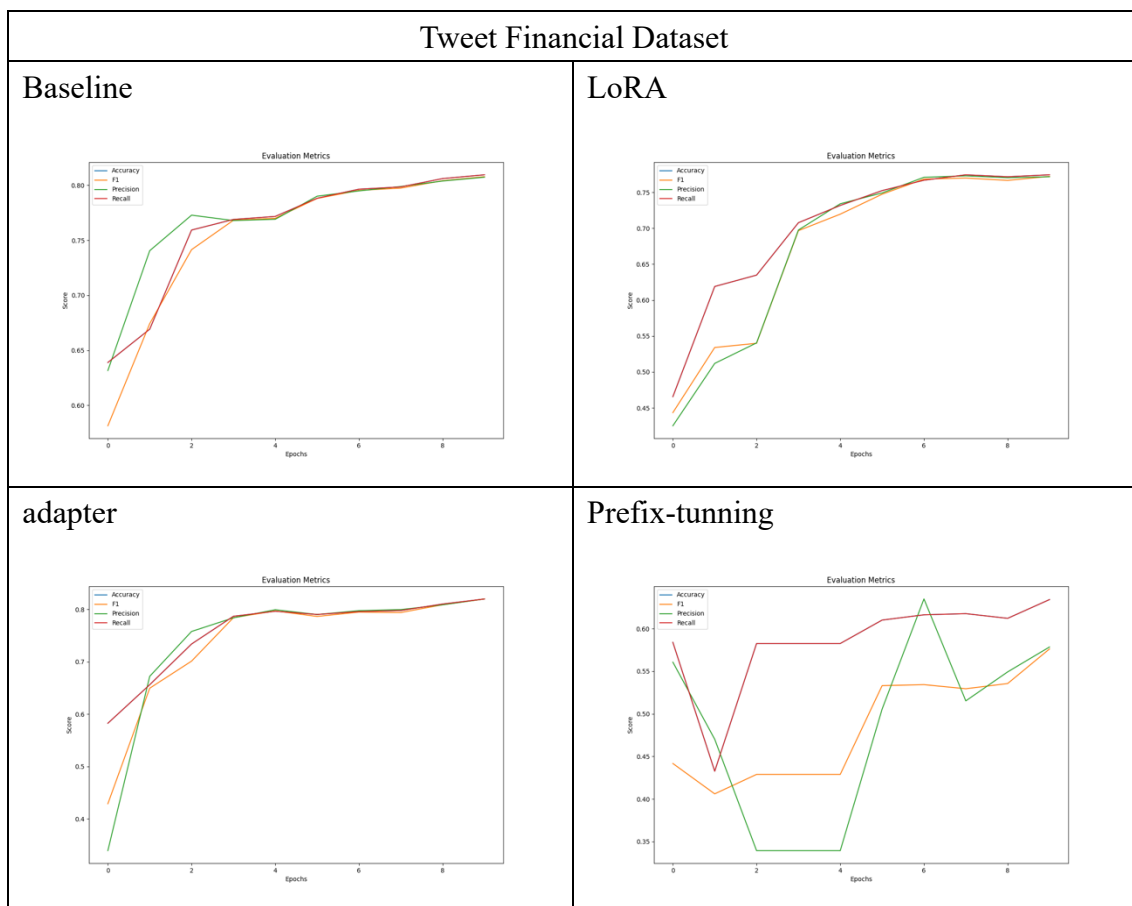 Tweet Financial Dataset
Baseline
Evaluation Metrics
Accuracy
F1
Precision
Recall
0.80
0.75
0.70
0.65
0.60
Score
0 2 4 6 8
Epochs
LoRA
Evaluation Metrics
Accuracy
F1
Precision
Recall
0.75
0.70
0.65
0.60
0.55
0.50
0.45
Score
0 2 4 6 8
Epochs
adapter
Evaluation Metrics
Accuracy
F1
Precision
Recall
0.8
0.7
0.6
0.5
0.4
Score
0 2 4 6 8
Epochs
Prefix-tunning
Evaluation Metrics
Accuracy
F1
Precision
Recall
0.60
0.55
0.50
0.45
0.40
0.35
Score
0 2 4 6 8
Epochs